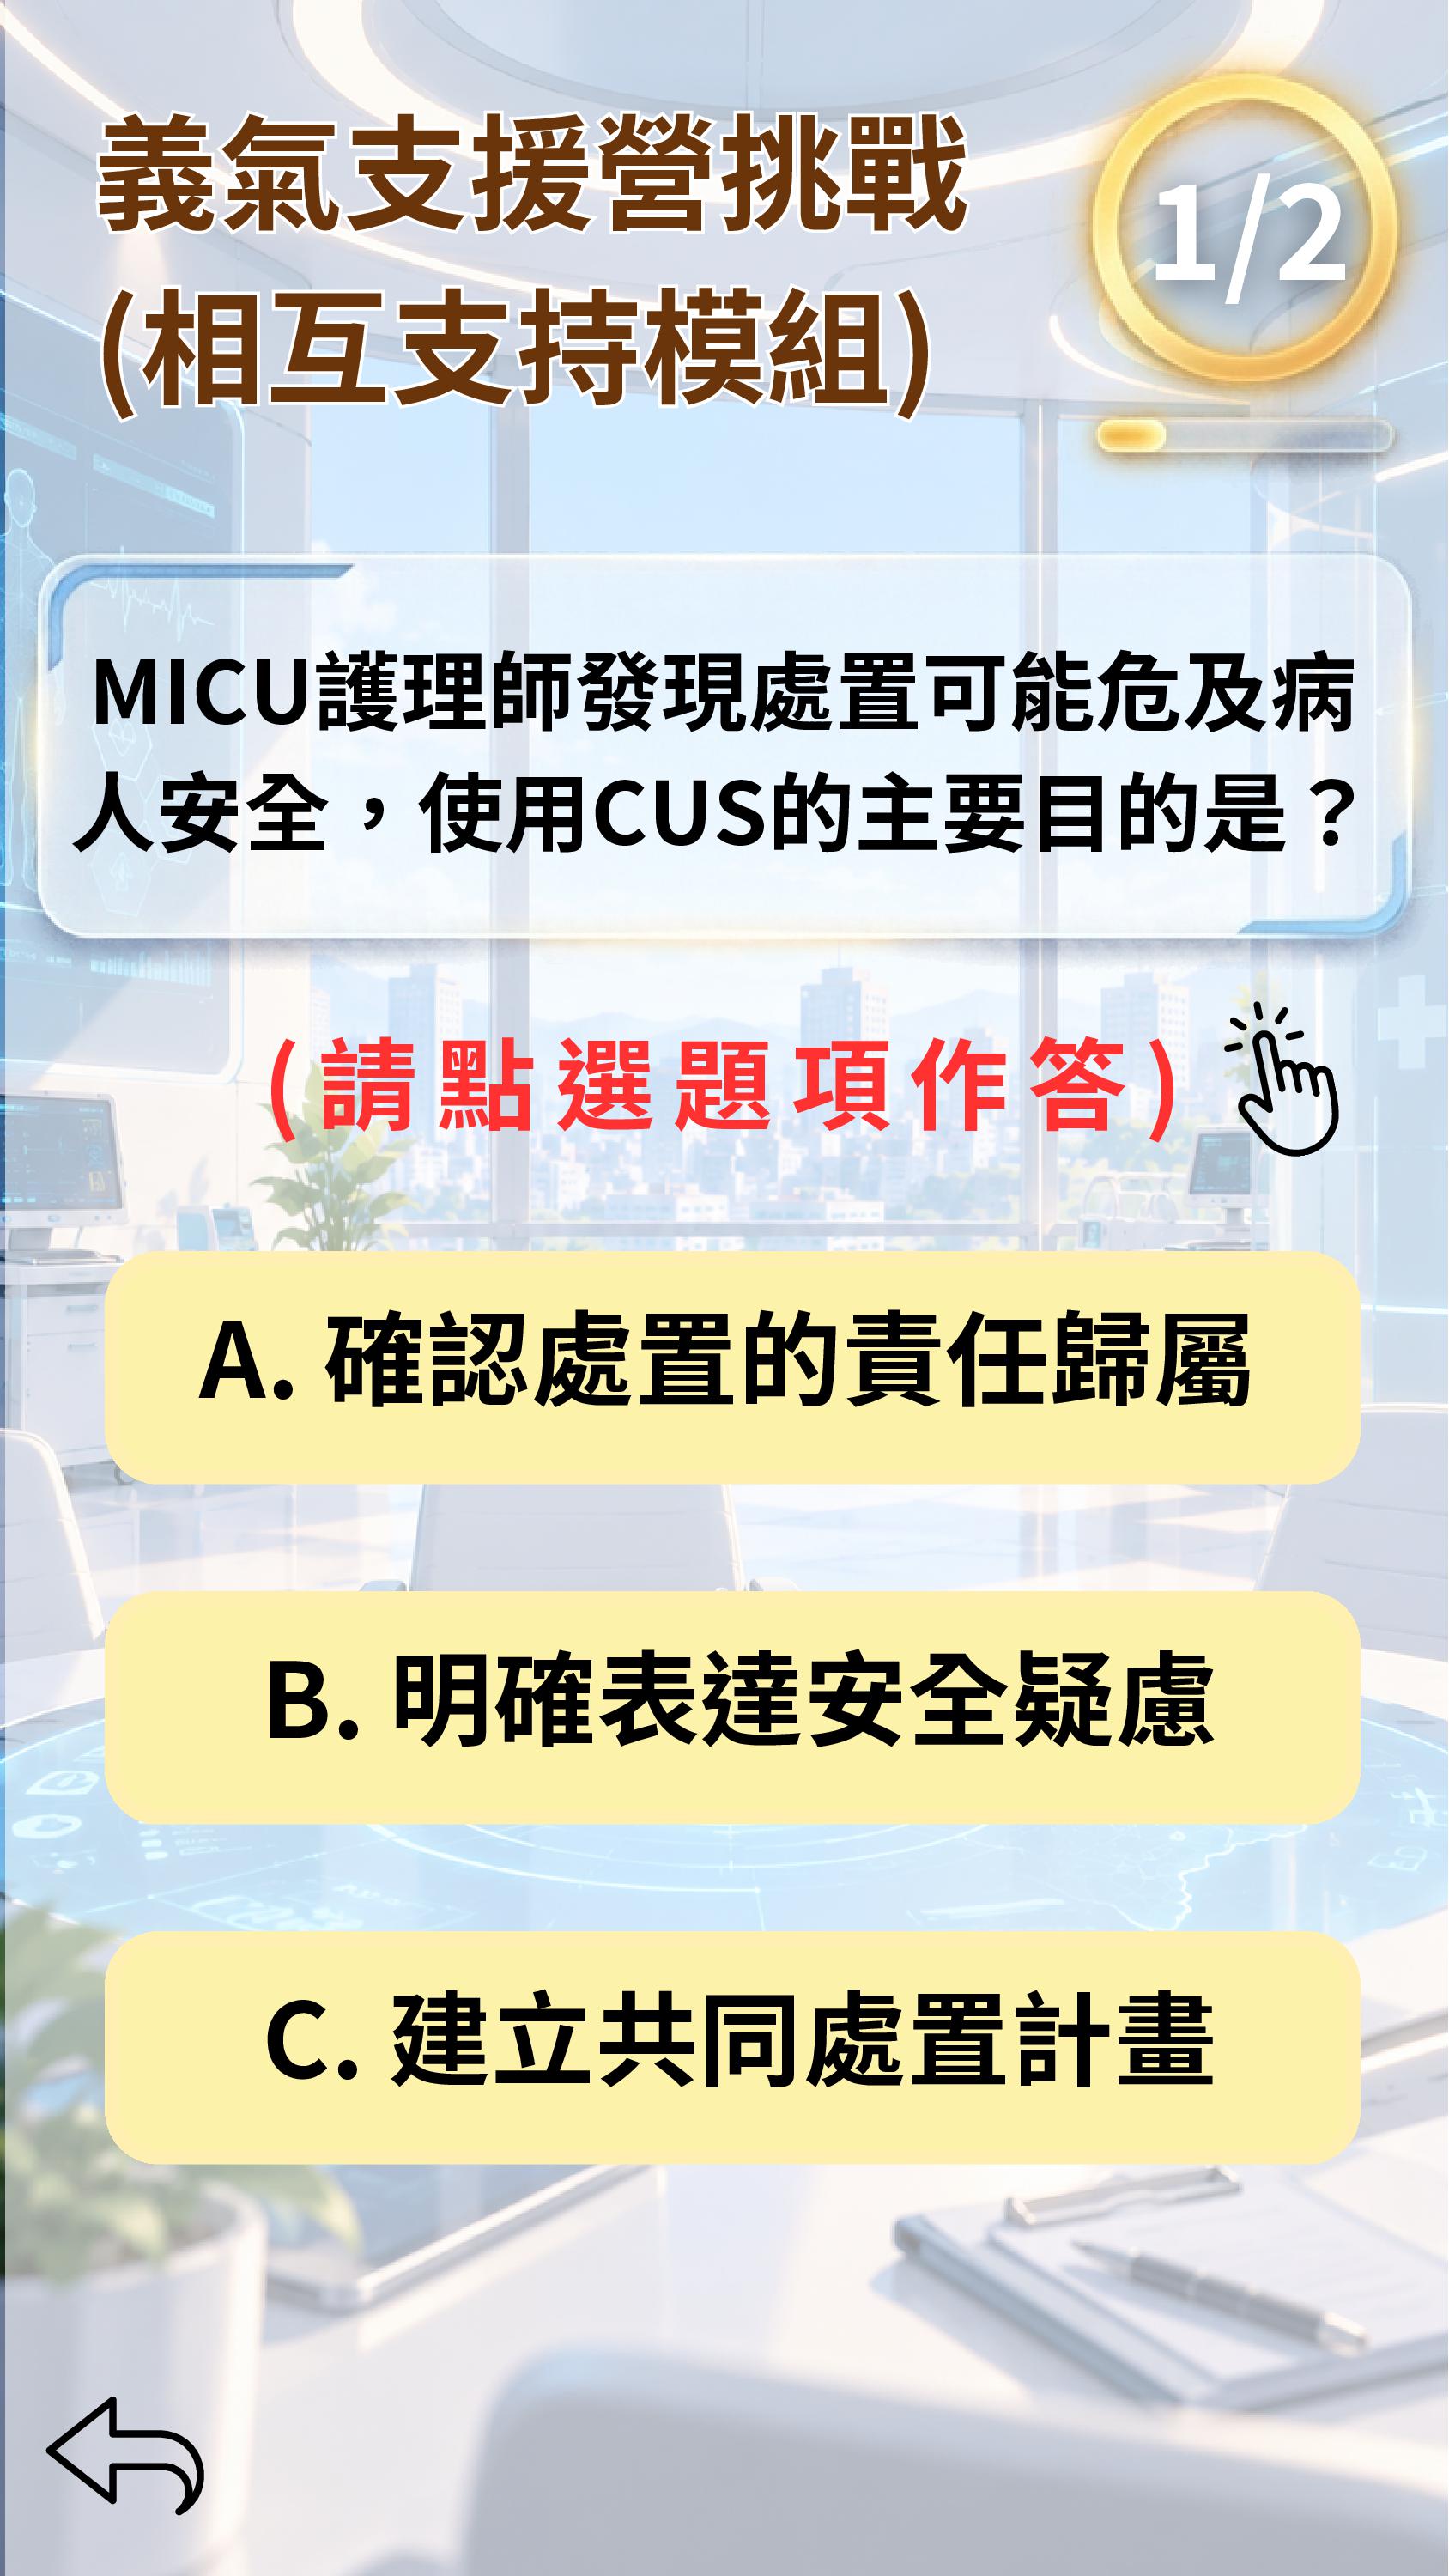 義氣支援營挑戰
(相互支持模組)
1/2
MICU護理師發現處置可能危及病
人安全，使用CUS的主要目的是？
(請點選題項作答)
A. 確認處置的責任歸屬
B. 明確表達安全疑慮
C. 建立共同處置計畫